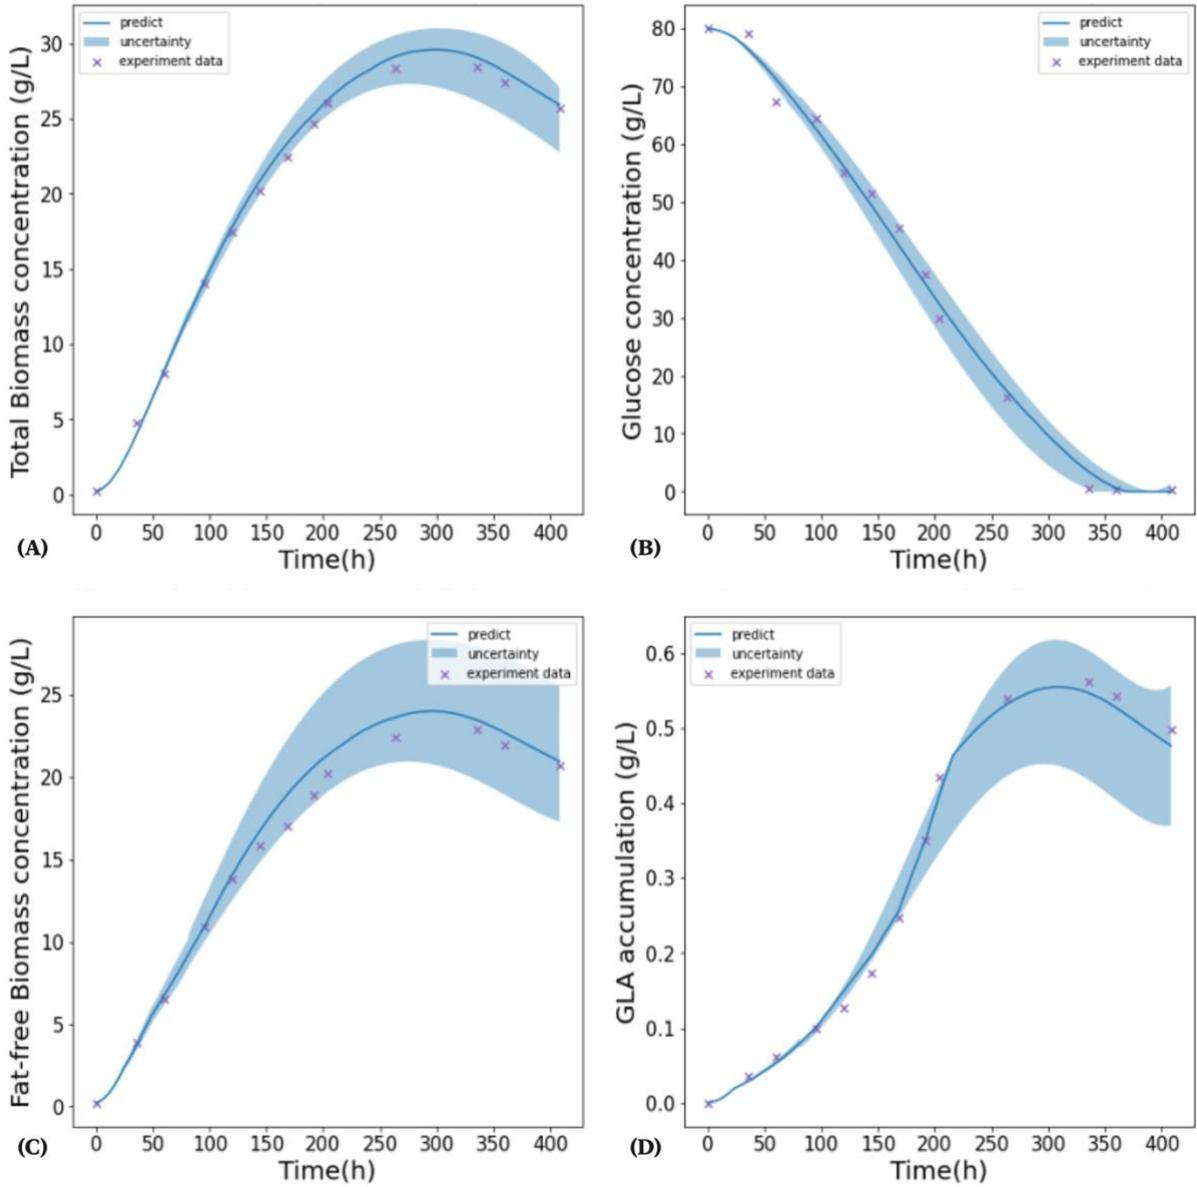 Total Biomass concentration (g/L)
predict
uncertainty
experiment data
30
25
20
15
10
5
0
0 50 100 150 200 250 300 350 400
Time(h)
(A)
Glucose concentration (g/L)
predict
uncertainty
experiment data
80
70
60
50
40
30
20
10
0
0 50 100 150 200 250 300 350 400
Time(h)
(B)
Fat-free Biomass concentration (g/L)
predict
uncertainty
experiment data
25
20
15
10
5
0
0 50 100 150 200 250 300 350 400
Time(h)
(C)
GLA accumulation (g/L)
predict
uncertainty
experiment data
0.6
0.5
0.4
0.3
0.2
0.1
0.0
0 50 100 150 200 250 300 350 400
Time(h)
(D)